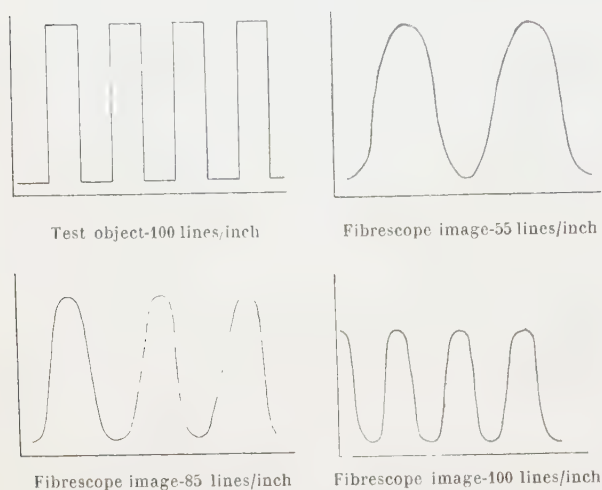 Test object-100 lines/inch
Fibrescope image-55 lines/inch
Fibrescope image-85 lines/inch
Fibrescope image-100 lines/inch